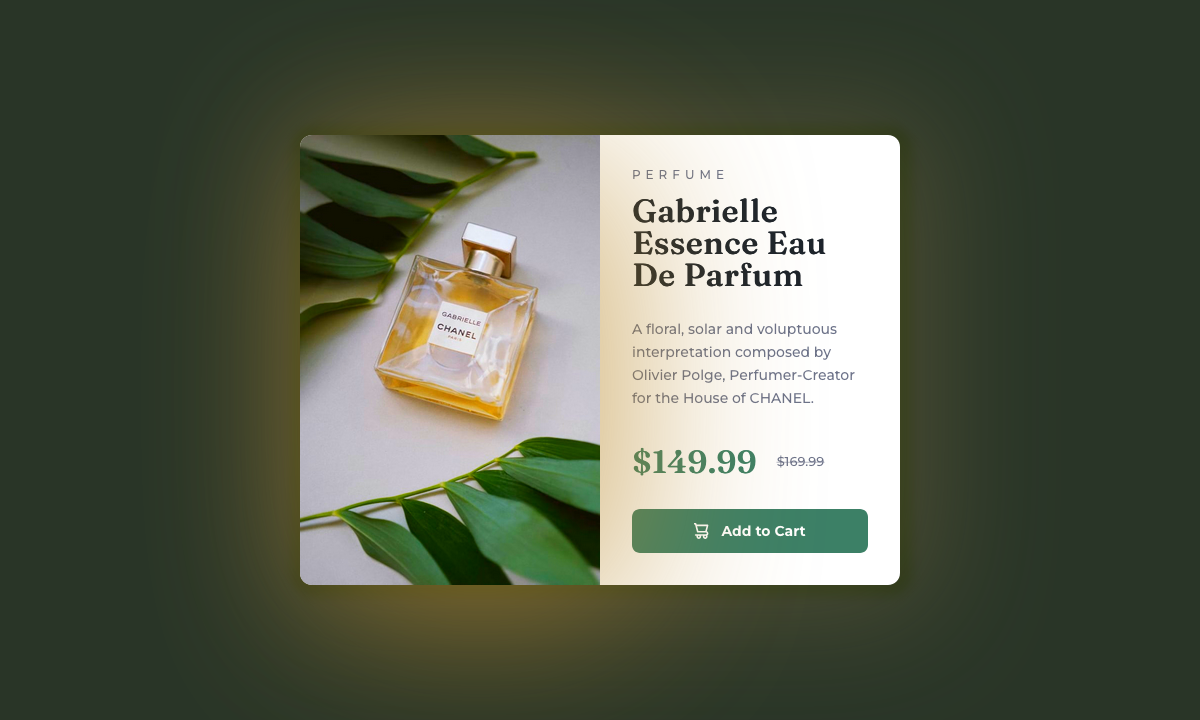 GABRIELLE
CHANEL
PARIS
PERFUME
Gabrielle
Essence Eau
De Parfum
A floral, solar and voluptuous
interpretation composed by
Olivier Polge, Perfumer-Creator
for the House of CHANEL.
$149.99 $169.99
Add to Cart